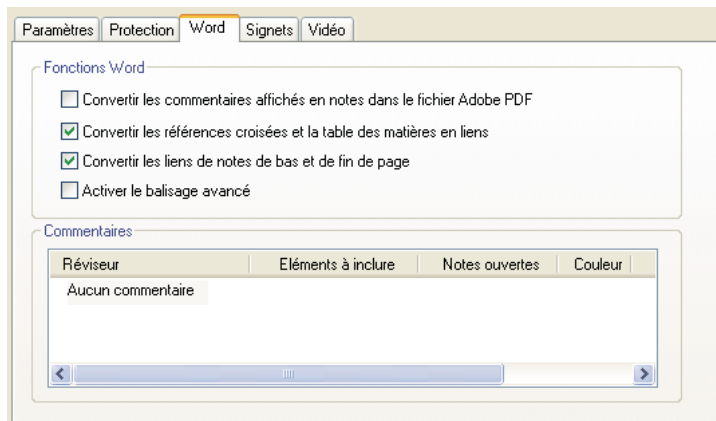 Paramètres Protection Word Signets Vidéo
Fonctions Word
Convertir les commentaires affichés en notes dans le fichier Adobe PDF
Convertir les références croisées et la table des matières en liens
Convertir les liens de notes de bas et de fin de page
Activer le balisage avancé
Commentaires
Réviseur Eléments à inclure Notes ouvertes Couleur
Aucun commentaire